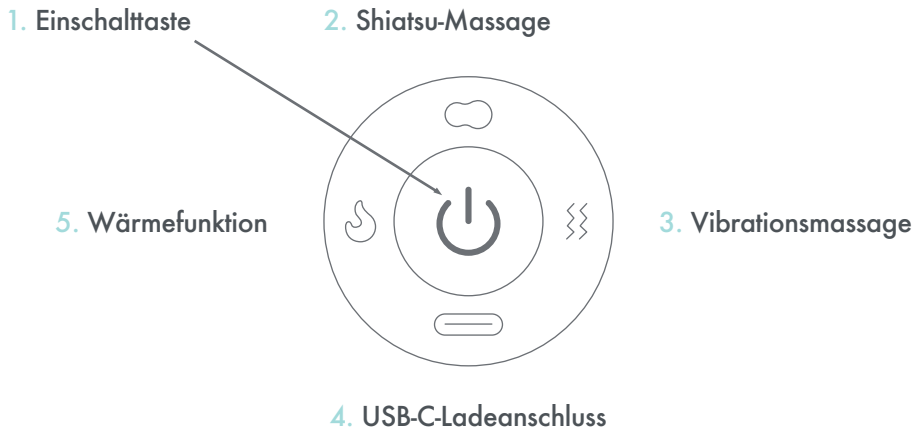 1. Einschalttaste
2. Shiatsu-Massage
5. Wärmefunktion
3. Vibrationsmassage
4. USB-C-Ladeanschluss